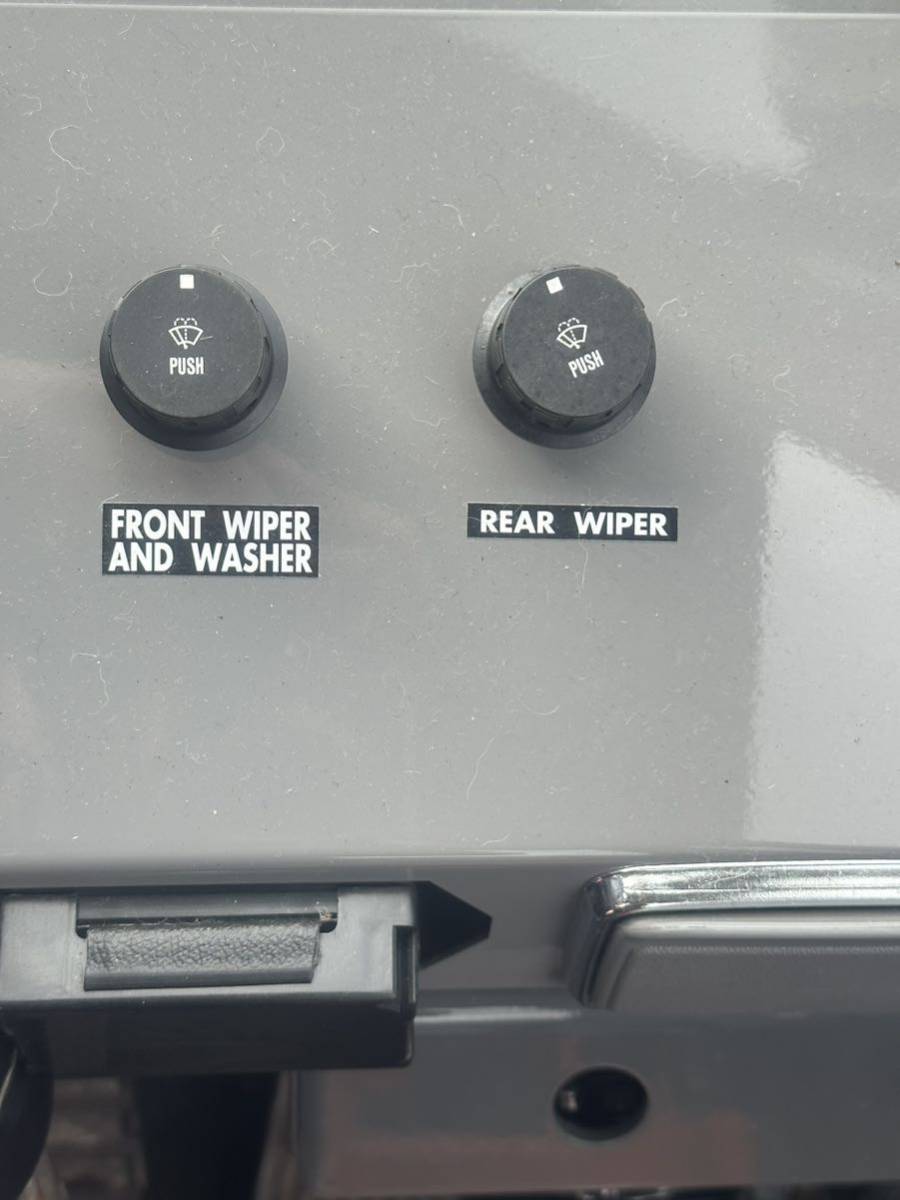 PUSH
PUSH
FRONT WIPER
AND WASHER
REAR WIPER